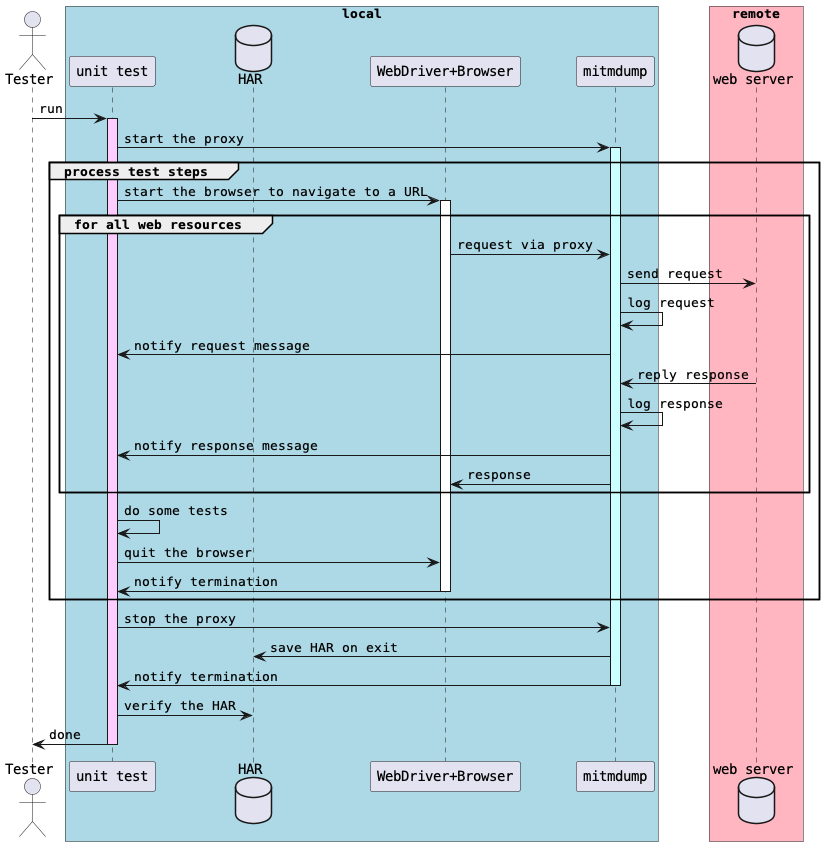 local
remote
Tester
unit test
HAR
WebDriver+Browser
mitmdump
web server
run
start the proxy
process test steps
start the browser to navigate to a URL
for all web resources
request via proxy
send request
log request
notify request message
reply response
log response
notify response message
response
do some tests
quit the browser
notify termination
stop the proxy
save HAR on exit
notify termination
verify the HAR
done
Tester
unit test
HAR
WebDriver+Browser
mitmdump
web server